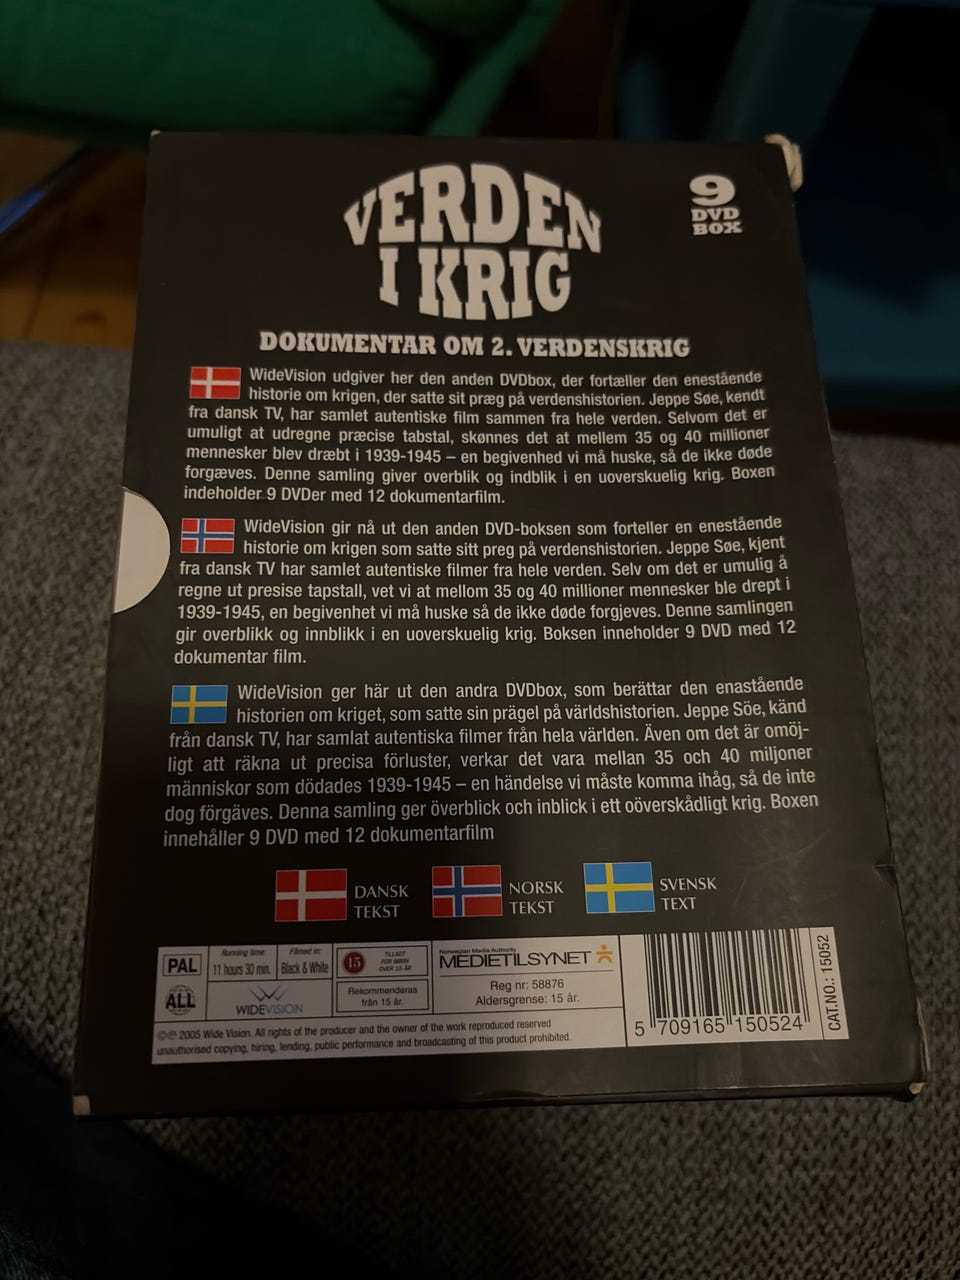 VERDEN
I KRIG
9
DVD
BOX
DOKUMENTAR OM 2. VERDENSKRIG
WideVision udgiver her den anden DVDbox, der fortæller den enestående
historie om krigen, der satte sit præg på verdenshistorien. Jeppe Søe, kendt
fra dansk TV, har samlet autentiske film sammen fra hele verden. Selvom det er
umuligt at udregne præcise tabstal, skønnes det at mellem 35 og 40 millioner
mennesker blev dræbt i 1939-1945 – en begivenhed vi må huske, så de ikke døde
forgæves. Denne samling giver overblik og indblik i en uoverskuelig krig. Boxen
indeholder 9 DVDer med 12 dokumentarfilm.
WideVision gir nå ut den anden DVD-boksen som forteller en enestående
historie om krigen som satte sitt preg på verdenshistorien. Jeppe Søe, kjent
fra dansk TV har samlet autentiske filmer fra hele verden. Selv om det er umulig å
regne ut presise tapstall, vet vi at mellom 35 og 40 millioner mennesker ble drept i
1939-1945, en begivenhet vi må huske så de ikke døde forgjeves. Denne samlingen
gir overblikk og innblikk i en uoverskuelig krig. Boksen inneholder 9 DVD med 12
dokumentar film.
WideVision ger här ut den andra DVDbox, som berättar den enastående
historien om kriget, som satte sin prägel på världshistorien. Jeppe Söe, känd
från dansk TV, har samlat autentiska filmer från hela världen. Även om det är omöj-
ligt att räkna ut precisa förluster, verkar det vara mellan 35 och 40 miljoner
människor som dödades 1939-1945 – en händelse vi måste komma ihåg, så de inte
dog förgäves. Denna samling ger överblick och inblick i ett oöverskådligt krig. Boxen
innehåller 9 DVD med 12 dokumentarfilm
DANSK
TEKST
NORSK
TEKST
SVENSK
TEXT
PAL
ALL
Running time:
11 hours 30 min.
Filmed in:
Black & White
WIDEVISION
15
TILLADT
FOR BØRN
OVER 15 ÅR
Rekommenderas
från 15 år.
Norwegian Media Authority
MEDIETILSYNET
Reg nr: 58876
Aldersgrense: 15 år.
5 709165 150524
CAT.NO.: 15052
©℗ 2005 Wide Vision. All rights of the producer and the owner of the work reproduced reserved
unauthorised copying, hiring, lending, public performance and broadcasting of this product prohibited.